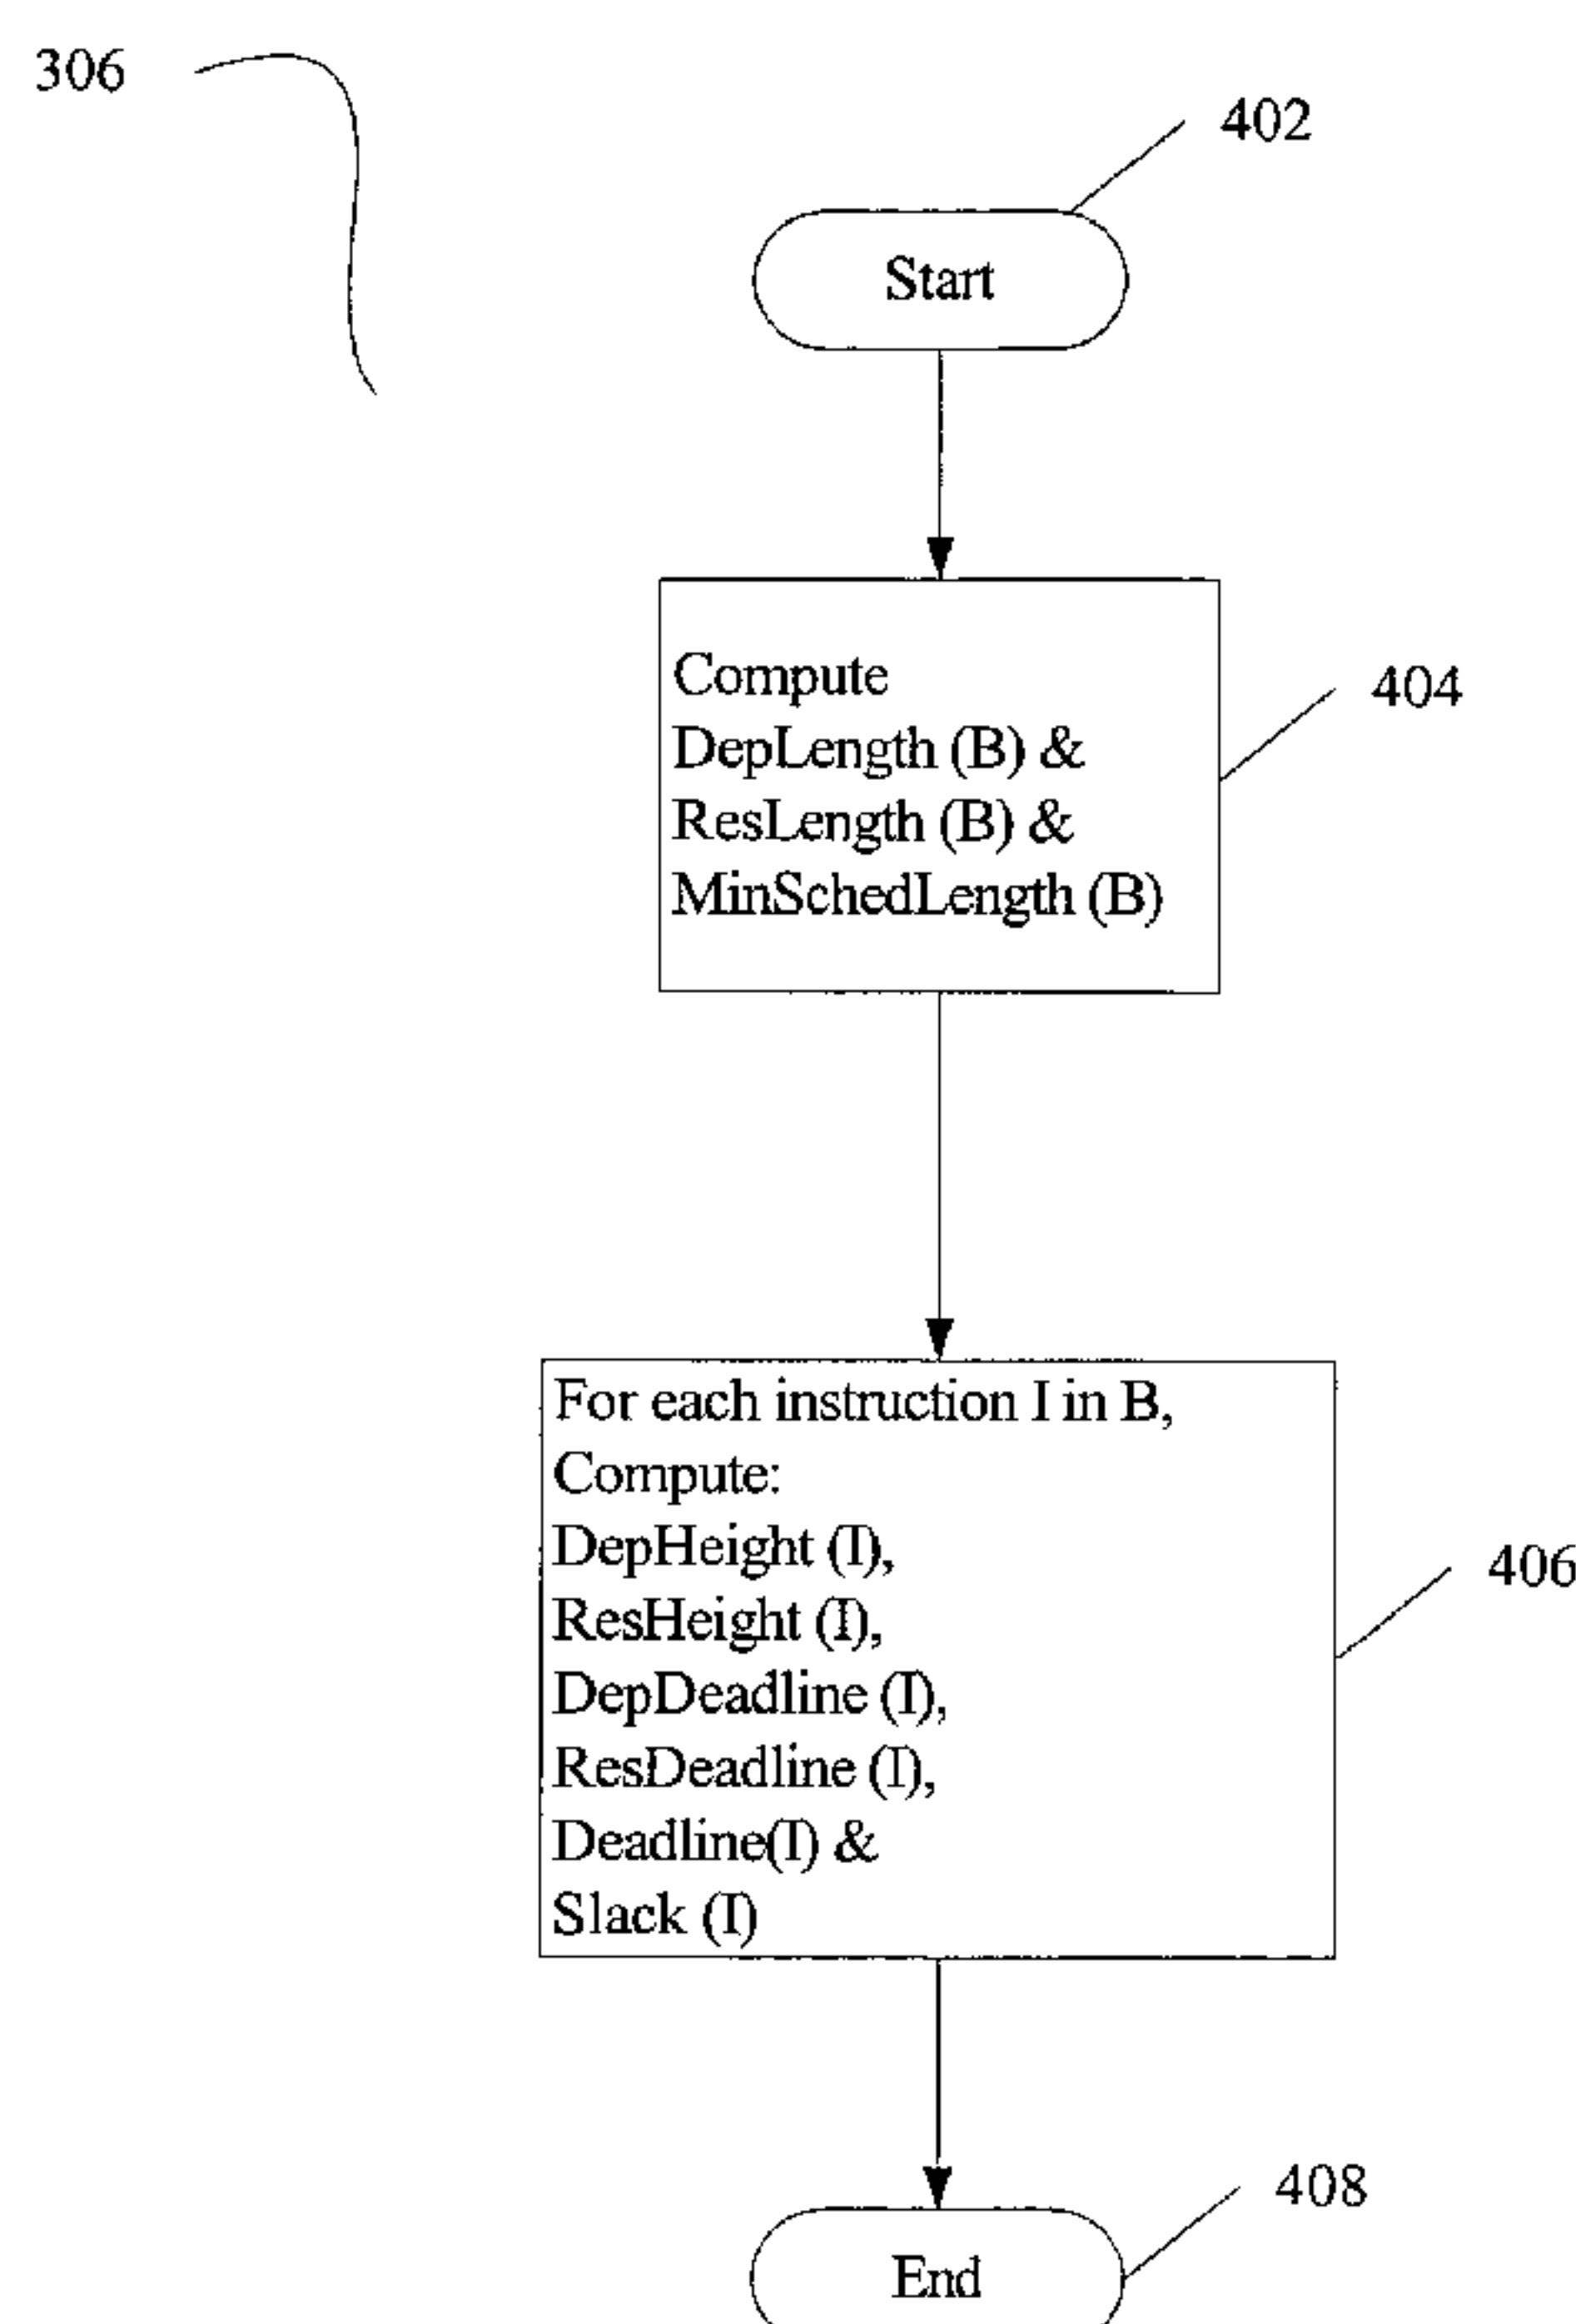 306
402
Start
Compute
DepLength (B) &
ResLength (B) &
MinSchedLength (B)
404
For each instruction I in B,
Compute:
DepHeight (I),
ResHeight (I),
DepDeadline (I),
ResDeadline (I),
Deadline(I) &
Slack (I)
406
408
End